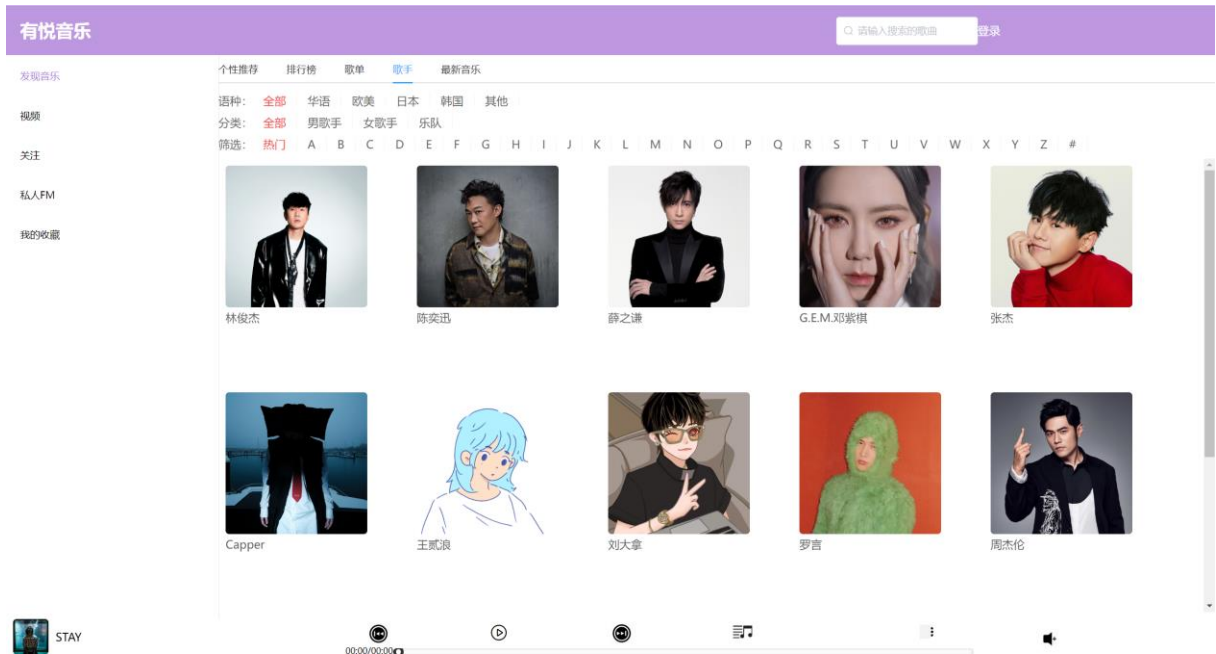 有悦音乐
请输入搜索的歌曲 登录
发现音乐
视频
关注
私人FM
我的收藏
个性推荐 排行榜 歌单 歌手 最新音乐
语种: 全部 华语 欧美 日本 韩国 其他
分类: 全部 男歌手 女歌手 乐队
筛选: 热门 A B C D E F G H I J K L M N O P Q R S T U V W X Y Z #
林俊杰 陈奕迅 薛之谦 G.E.M.邓紫棋 张杰
Capper 王贰浪 刘大拿 罗言 周杰伦
STAY
00:00/00:00